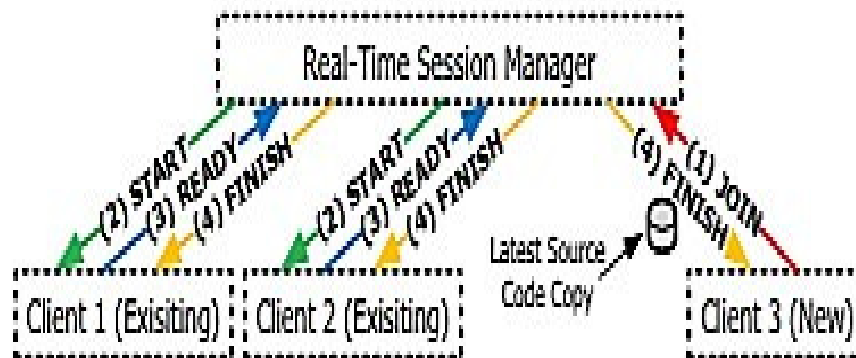 Real-Time Session Manager
(2) START
(3) READY
(4) FINISH
(2) START
(3) READY
(4) FINISH
(4) FINISH
(1) JOIN
Latest Source
Code Copy
Client 1 (Exisiting)
Client 2 (Exisiting)
Client 3 (New)